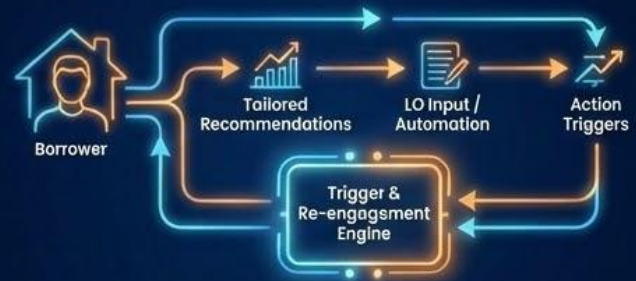 Borrower
Tailored
Recommendations
LO Input /
Automation
Action
Triggers
Trigger &
Re-engagsment
Engine